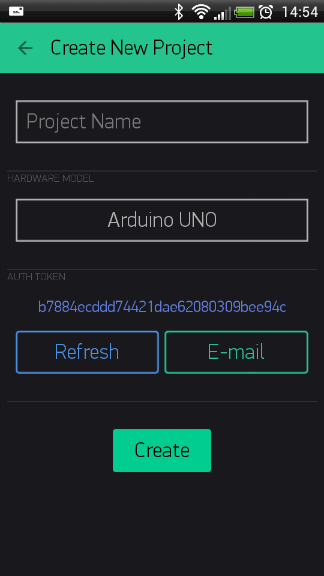 14:54
Create New Project
Project Name
HARDWARE MODEL
Arduino UNO
AUTH TOKEN
b7884ecddd74421dae62080309bee94c
Refresh
E-mail
Create